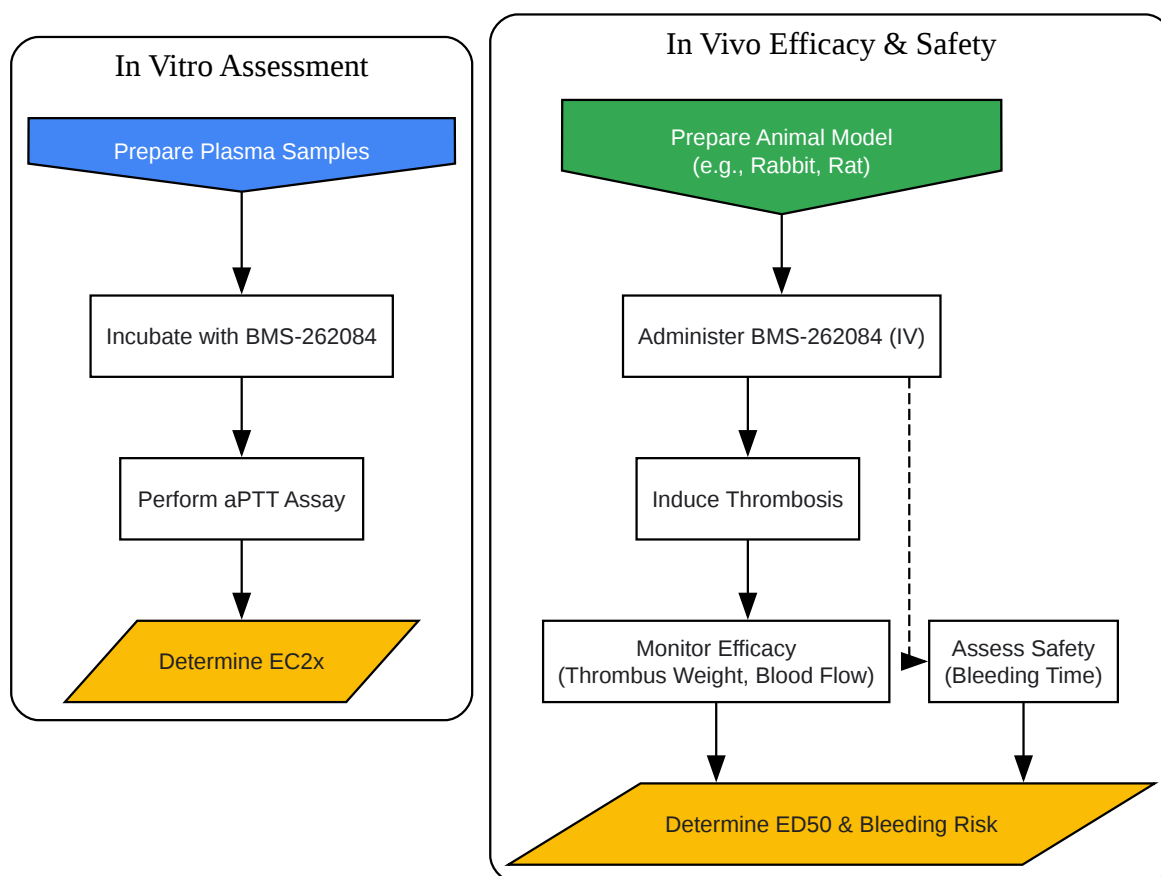 In Vitro Assessment
Prepare Plasma Samples
Incubate with BMS-262084
Perform aPTT Assay
Determine EC2x
In Vivo Efficacy & Safety
Prepare Animal Model
(e.g., Rabbit, Rat)
Administer BMS-262084 (IV)
Induce Thrombosis
Monitor Efficacy
(Thrombus Weight, Blood Flow)
Assess Safety
(Bleeding Time)
Determine ED50 & Bleeding Risk